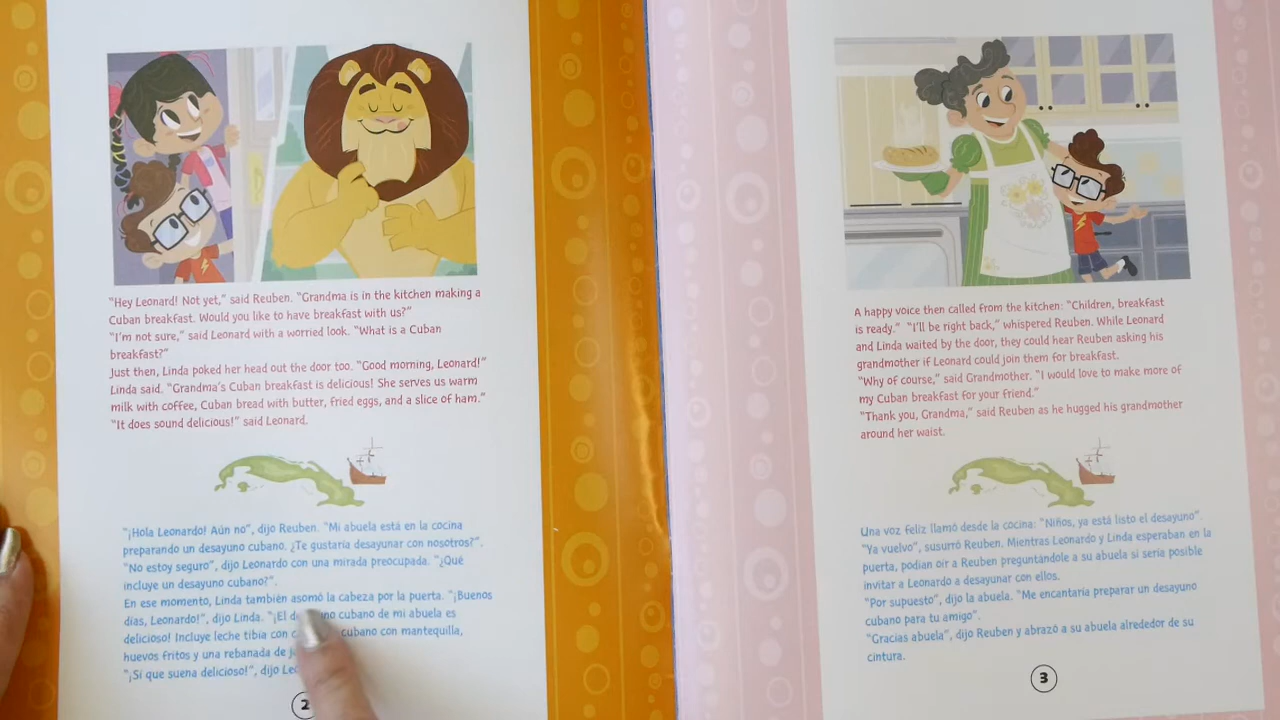 "Hey Leonard! Not yet," said Reuben. "Grandma is in the kitchen making a
Cuban breakfast. Would you like to have breakfast with us?"
"I'm not sure," said Leonard with a worried look. "What is a Cuban
breakfast?"
Just then, Linda poked her head out the door too. "Good morning, Leonard!"
Linda said. "Grandma's Cuban breakfast is delicious! She serves us warm
milk with coffee, Cuban bread with butter, fried eggs, and a slice of ham."
"It does sound delicious!" said Leonard.
"¡Hola Leonardo! Aún no", dijo Reuben. "Mi abuela está en la cocina
preparando un desayuno cubano. ¿Te gustaría desayunar con nosotros?".
"No estoy seguro", dijo Leonardo con una mirada preocupada. "¿Qué
incluye un desayuno cubano?".
En ese momento, Linda también asomó la cabeza por la puerta. "¡Buenos
días, Leonardo!", dijo Linda. "¡El cubano de mi abuela es
delicioso! Incluye leche tibia con cubano con mantequilla,
huevos fritos y una rebanada de
"¡Sí que suena delicioso!", dijo
2
A happy voice then called from the kitchen: "Children, breakfast
is ready." "I'll be right back," whispered Reuben. While Leonard
and Linda waited by the door, they could hear Reuben asking his
grandmother if Leonard could join them for breakfast.
"Why of course," said Grandmother. "I would love to make more of
my Cuban breakfast for your friend."
"Thank you, Grandma," said Reuben as he hugged his grandmother
around her waist.
Una voz feliz llamó desde la cocina: "Niños, ya está listo el desayuno".
"Ya vuelvo", susurró Reuben. Mientras Leonardo y Linda esperaban en la
puerta, podían oír a Reuben preguntándole a su abuela si sería posible
invitar a Leonardo a desayunar con ellos.
"Por supuesto", dijo la abuela. "Me encantaría preparar un desayuno
cubano para tu amigo".
"Gracias abuela", dijo Reuben y abrazó a su abuela alrededor de su
cintura.
3